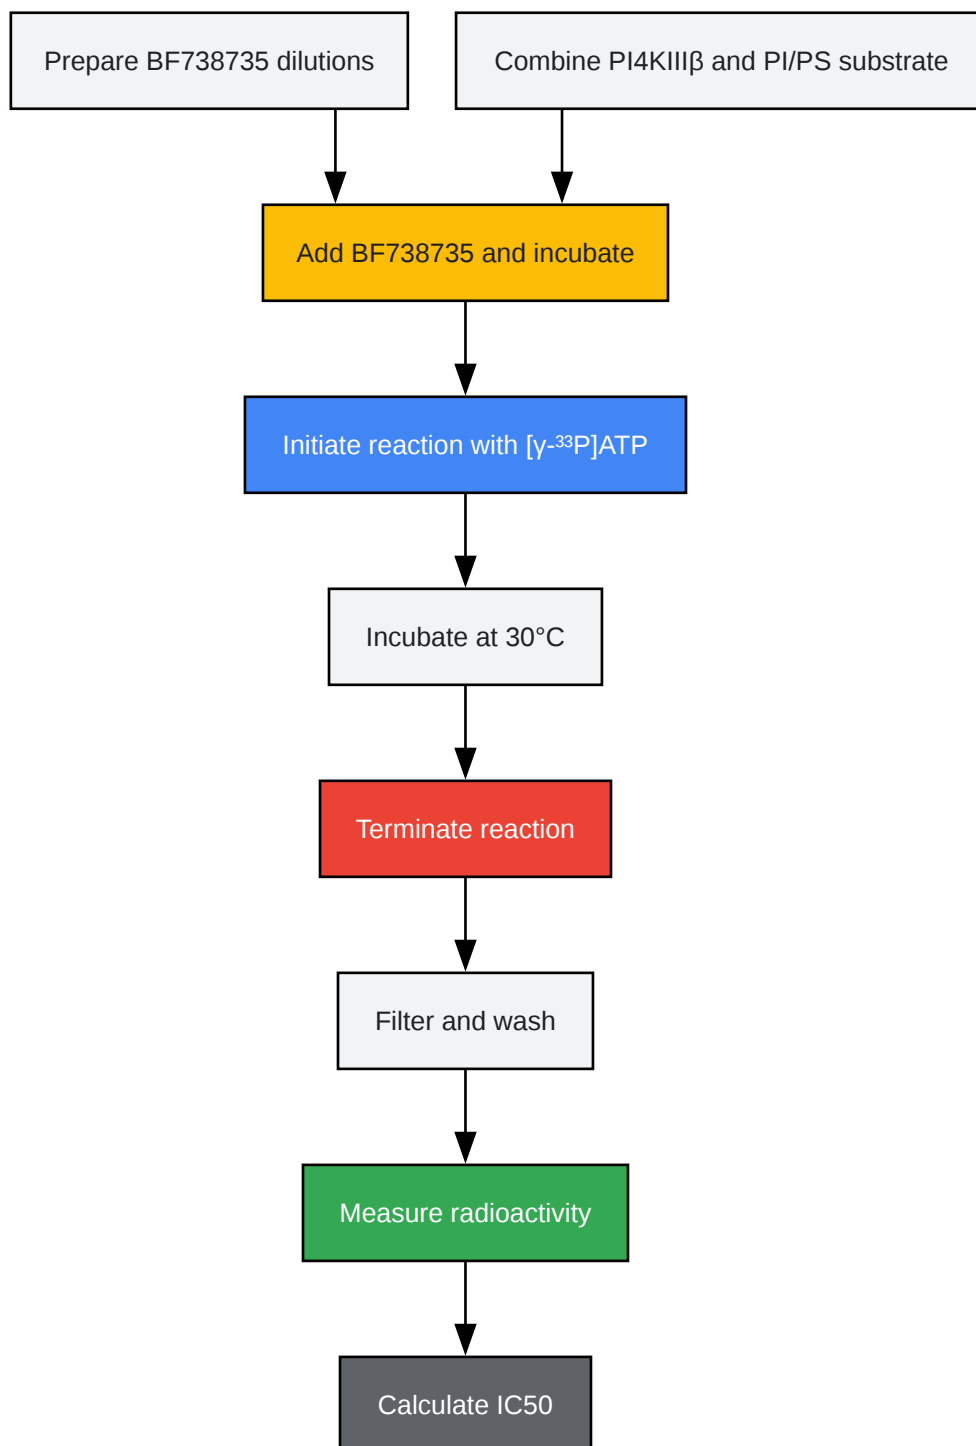 Prepare BF738735 dilutions
Combine PI4KIIIβ and PI/PS substrate
Add BF738735 and incubate
Initiate reaction with [γ-³³P]ATP
Incubate at 30°C
Terminate reaction
Filter and wash
Measure radioactivity
Calculate IC50